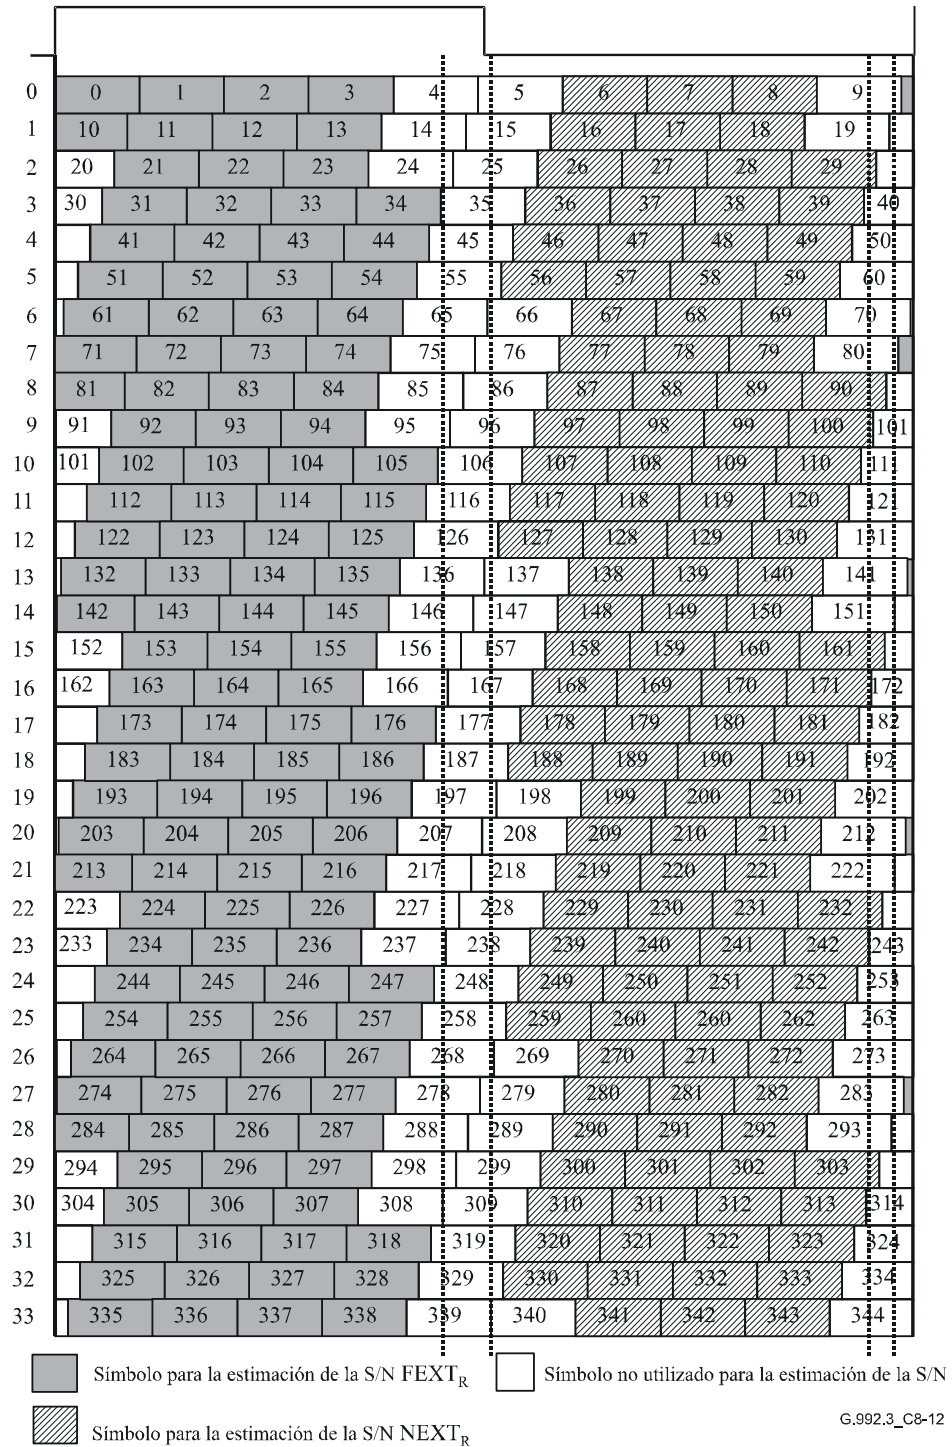 0 0 1 2 3 4 5 6 7 8 9
1 10 11 12 13 14 15 16 17 18 19
2 20 21 22 23 24 25 26 27 28 29
3 30 31 32 33 34 35 36 37 38 39 40
4 41 42 43 44 45 46 47 48 49 50
5 51 52 53 54 55 56 57 58 59 60
6 61 62 63 64 65 66 67 68 69 70
7 71 72 73 74 75 76 77 78 79 80
8 81 82 83 84 85 86 87 88 89 90
9 91 92 93 94 95 96 97 98 99 100 101
10 101 102 103 104 105 106 107 108 109 110 111
11 112 113 114 115 116 117 118 119 120 121
12 122 123 124 125 126 127 128 129 130 131
13 132 133 134 135 136 137 138 139 140 141
14 142 143 144 145 146 147 148 149 150 151
15 152 153 154 155 156 157 158 159 160 161
16 162 163 164 165 166 167 168 169 170 171 172
17 173 174 175 176 177 178 179 180 181 182
18 183 184 185 186 187 188 189 190 191 192
19 193 194 195 196 197 198 199 200 201 202
20 203 204 205 206 207 208 209 210 211 212
21 213 214 215 216 217 218 219 220 221 222
22 223 224 225 226 227 228 229 230 231 232
23 233 234 235 236 237 238 239 240 241 242 243
24 244 245 246 247 248 249 250 251 252 253
25 254 255 256 257 258 259 260 260 262 263
26 264 265 266 267 268 269 270 271 272 273
27 274 275 276 277 278 279 280 281 282 283
28 284 285 286 287 288 289 290 291 292 293
29 294 295 296 297 298 299 300 301 302 303
30 304 305 306 307 308 309 310 311 312 313 314
31 315 316 317 318 319 320 321 322 323 324
32 325 326 327 328 329 330 331 332 333 334
33 335 336 337 338 339 340 341 342 343 344
Símbolo para la estimación de la S/N FEXT_R Símbolo no utilizado para la estimación de la S/N
Símbolo para la estimación de la S/N NEXT_R
G.992.3_C8-12